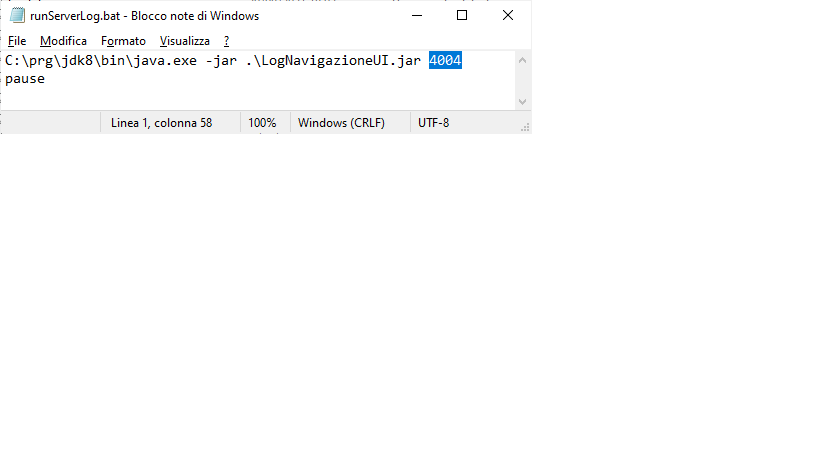 runServerLog.bat - Blocco note di Windows
File Modifica Formato Visualizza ?
C:\prg\jdk8\bin\java.exe -jar .\LogNavigazioneUI.jar 4004
pause
Linea 1, colonna 58 100% Windows (CRLF) UTF-8